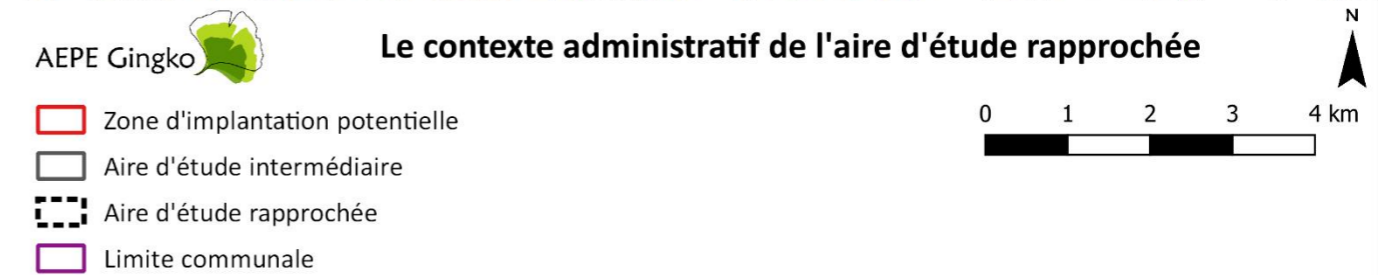 N
AEPE Gingko
Le contexte administratif de l'aire d'étude rapprochée
Zone d'implantation potentielle
0 1 2 3 4 km
Aire d'étude intermédiaire
Aire d'étude rapprochée
Limite communale